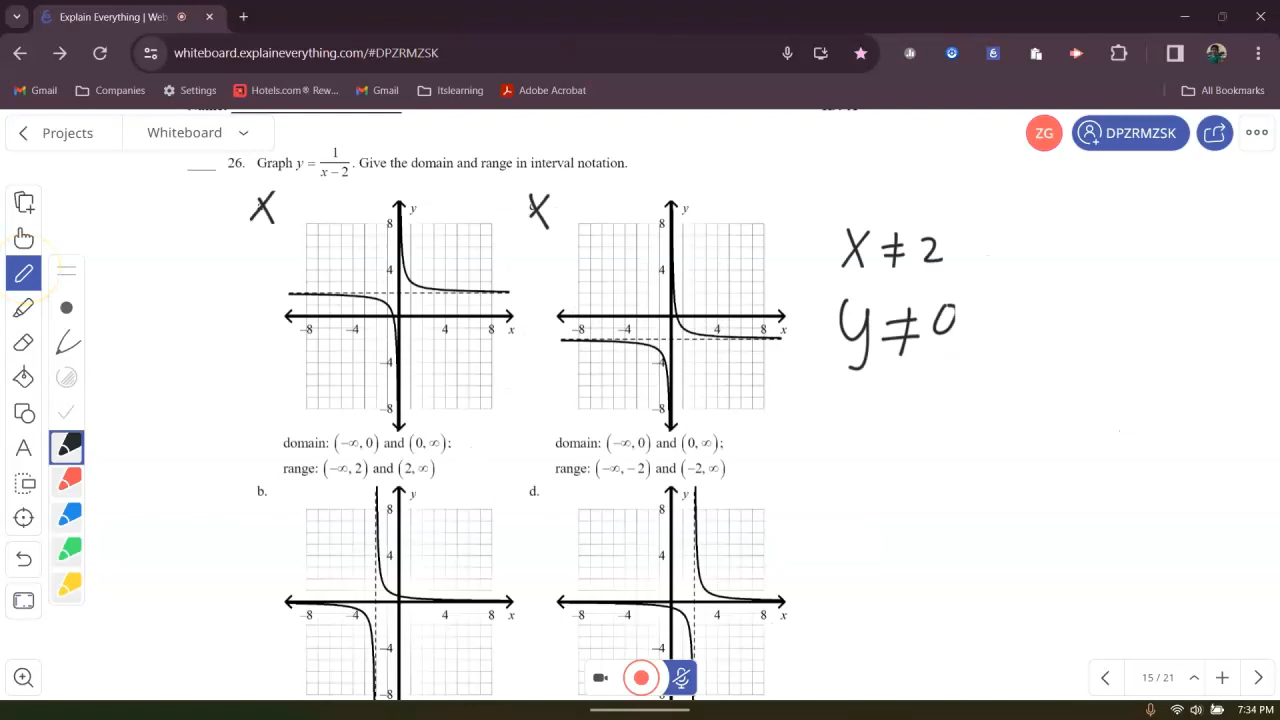 Explain Everything | Web
whiteboard.explaineverything.com/#DPZRMZSK
Gmail Companies Settings Hotels.com® Rew... Gmail Itslearning Adobe Acrobat All Bookmarks
Projects Whiteboard ZG DPZRMZSK
26. Graph y = 1/(x − 2). Give the domain and range in interval notation.
X X
y y
8 8
4 4
−8 −4 4 8 x −8 −4 4 8 x
−4 −4
−8 −8
X ≠ 2
y ≠ 0
domain: (−∞, 0) and (0, ∞); domain: (−∞, 0) and (0, ∞);
range: (−∞, 2) and (2, ∞) range: (−∞, −2) and (−2, ∞)
b. d.
y y
8 8
4 4
−8 −4 4 8 x −8 −4 4 8 x
−4 −4
−8 −8
A
15 / 21
7:34 PM